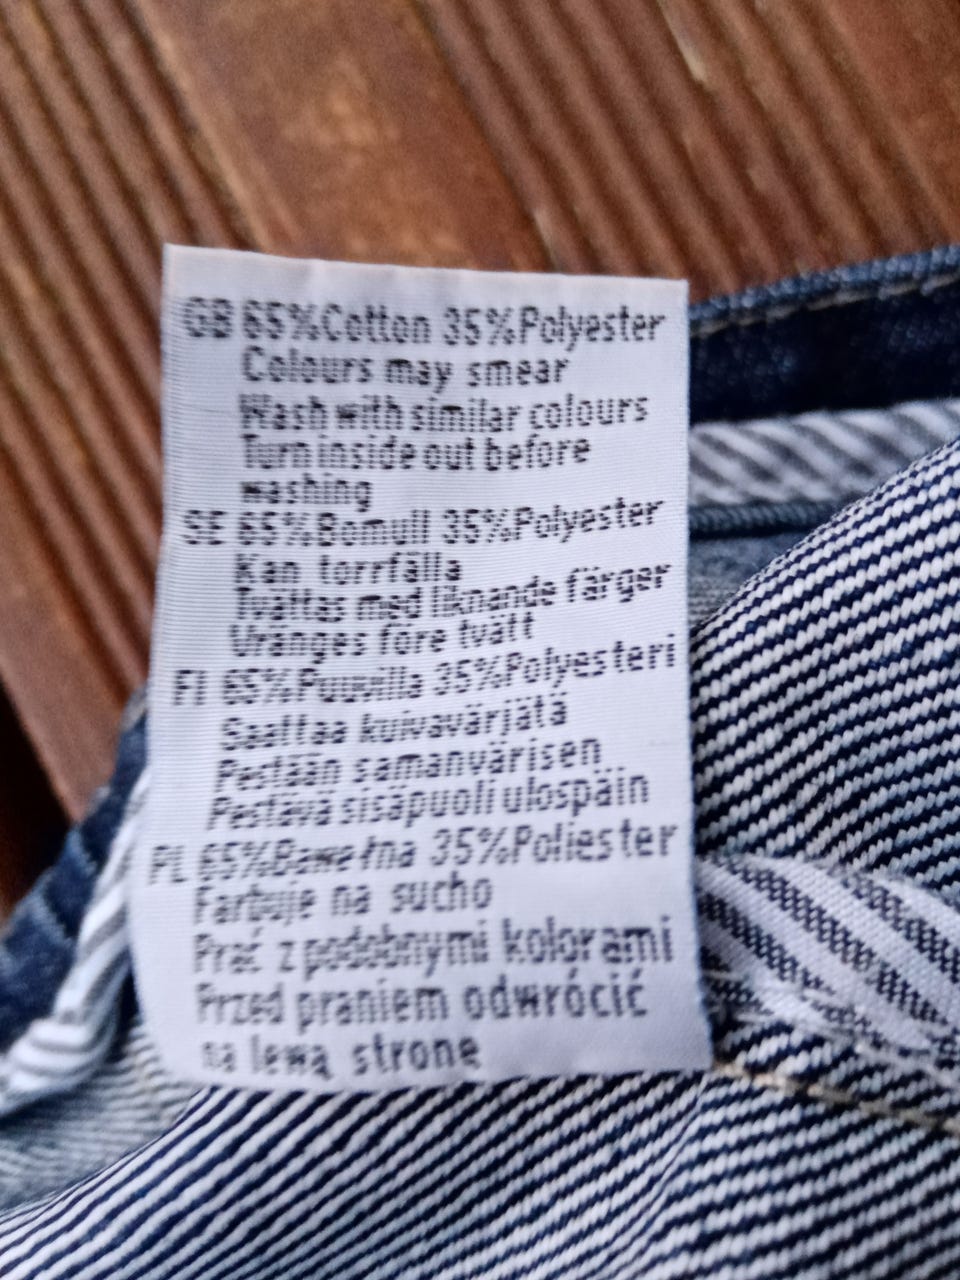 GB 65%Cotton 35%Polyester
Colours may smear
Wash with similar colours
Turn inside out before
washing
SE 65%Bomull 35%Polyester
Kan torrfälla
Tvättas med liknande färger
Vränges före tvätt
FI 65%Puuvilla 35%Polyesteri
Saattaa kuivavärjätä
Pestään samanvärisen
Pestävä sisäpuoli ulospäin
PL 65%Bawełna 35%Poliester
Farbuje na sucho
Prać z podobnymi kolorami
Przed praniem odwrócić
na lewą stronę